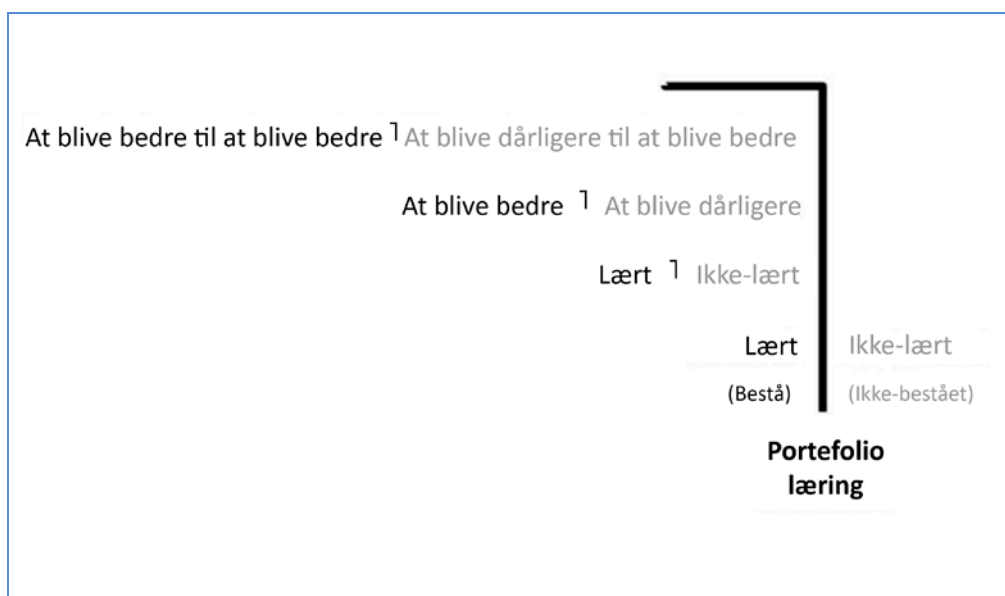 At blive bedre til at blive bedre ˥ At blive dårligere til at blive bedre
At blive bedre ˥ At blive dårligere
Lært ˥ Ikke-lært
Lært Ikke-lært
(Bestå) (Ikke-bestået)
Portefolio
læring